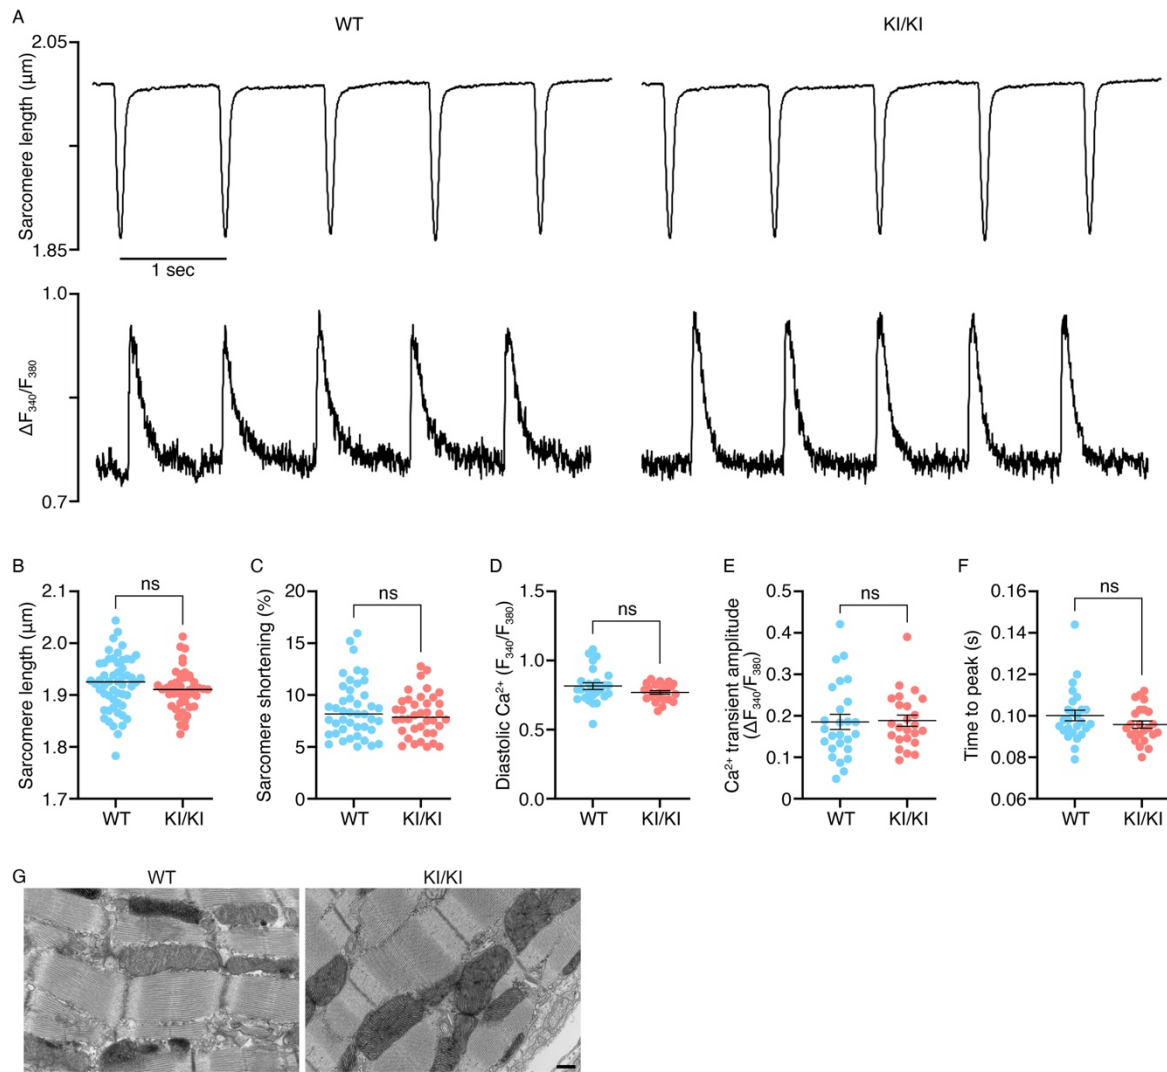 A
WT
KI/KI
2.05
Sarcomere length (µm)
1.85
1 sec
1.0
ΔF₃₄₀/F₃₈₀
0.7
B
ns
2.1
2.0
1.9
1.8
1.7
Sarcomere length (µm)
WT
KI/KI
C
ns
20
15
10
5
0
Sarcomere shortening (%)
WT
KI/KI
D
ns
1.5
1.0
0.5
0.0
Diastolic Ca²⁺ (F₃₄₀/F₃₈₀)
WT
KI/KI
E
ns
0.5
0.4
0.3
0.2
0.1
0
Ca²⁺ transient amplitude
(ΔF₃₄₀/F₃₈₀)
WT
KI/KI
F
ns
0.16
0.14
0.12
0.10
0.08
0.06
Time to peak (s)
WT
KI/KI
G
WT
KI/KI